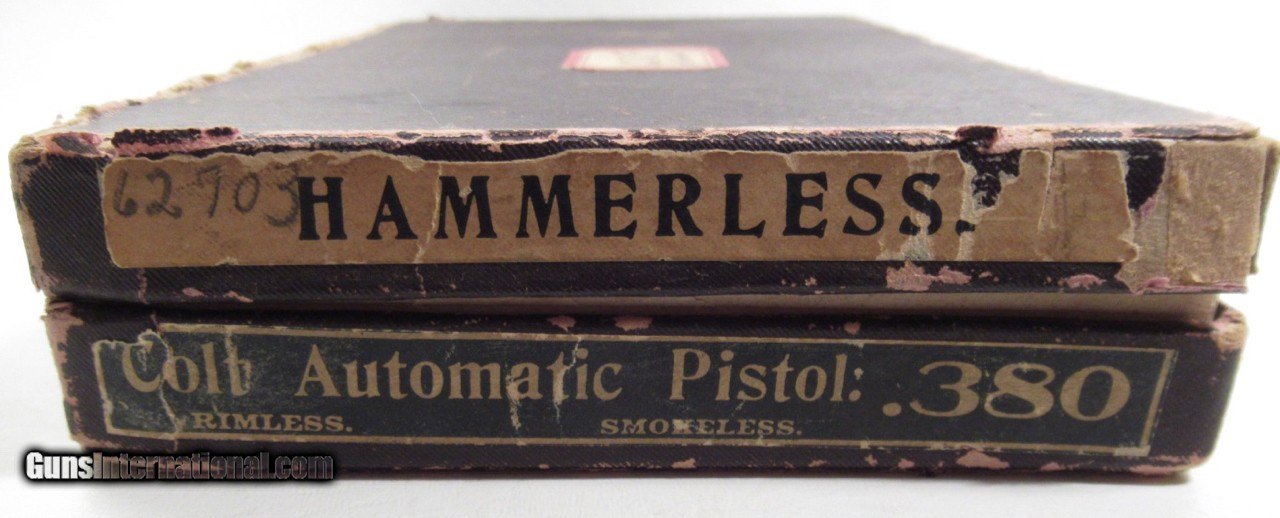 62703 HAMMERLESS.
Colt Automatic Pistol: .380
RIMLESS. SMOKELESS.
GunsInternational.com